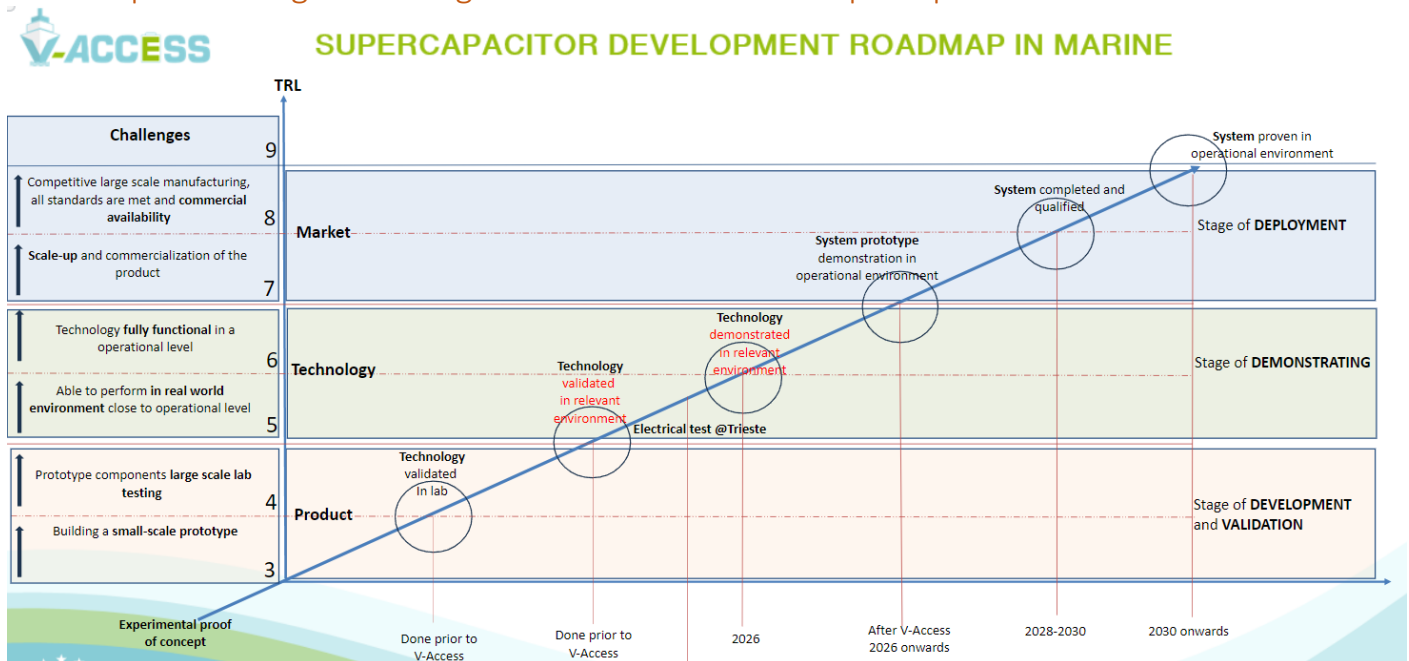 V-ACCESS
SUPERCAPACITOR DEVELOPMENT ROADMAP IN MARINE
TRL
Challenges
9
Competitive large scale manufacturing,
all standards are met and commercial
availability
8
Scale-up and commercialization of the
product
7
Technology fully functional in a
operational level
6
Able to perform in real world
environment close to operational level
5
Prototype components large scale lab
testing
4
Building a small-scale prototype
3
Market
Technology
Product
Experimental proof
of concept
Technology
validated
In lab
Technology
validated
in relevant
environment
Electrical test @Trieste
Technology
demonstrated
in relevant
environment
System prototype
demonstration in
operational environment
System completed and
qualified
System proven in
operational environment
Stage of DEPLOYMENT
Stage of DEMONSTRATING
Stage of DEVELOPMENT
and VALIDATION
Done prior to
V-Access
Done prior to
V-Access
2026
After V-Access
2026 onwards
2028-2030
2030 onwards